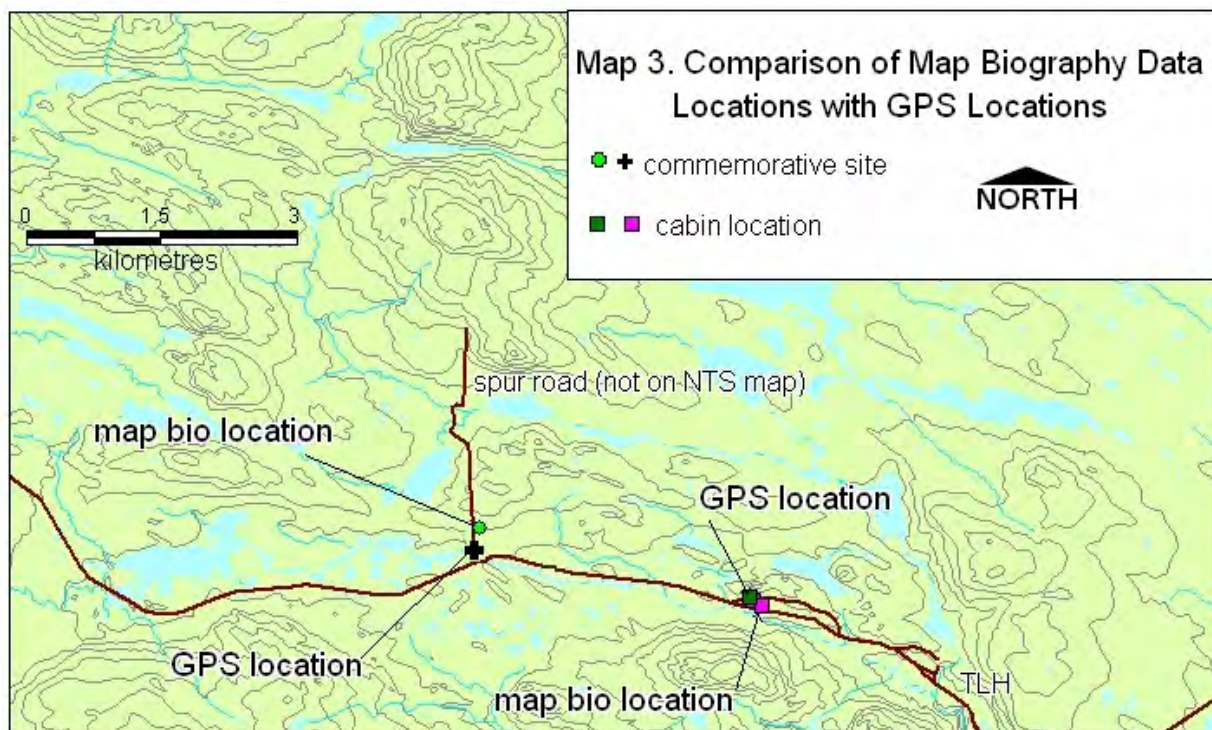 Map 3. Comparison of Map Biography Data
Locations with GPS Locations
commemorative site
NORTH
cabin location
0 1,5 3
kilometres
spur road (not on NTS map)
map bio location
GPS location
GPS location
map bio location
TLH